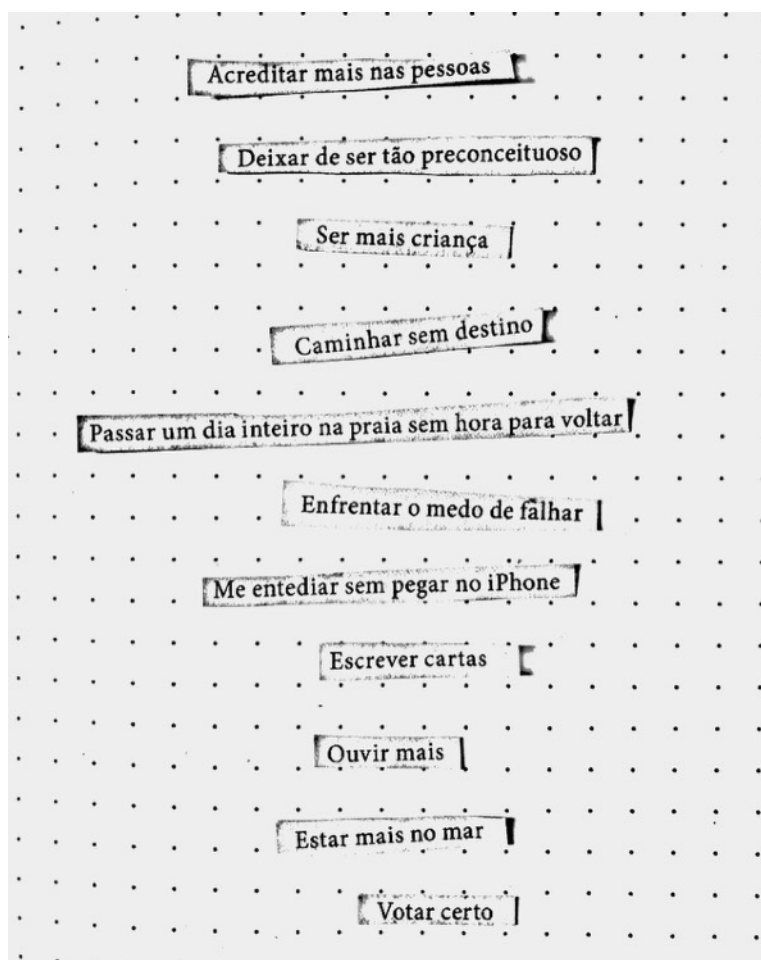 Acreditar mais nas pessoas
Deixar de ser tão preconceituoso
Ser mais criança
Caminhar sem destino
Passar um dia inteiro na praia sem hora para voltar
Enfrentar o medo de falhar
Me entediar sem pegar no iPhone
Escrever cartas
Ouvir mais
Estar mais no mar
Votar certo